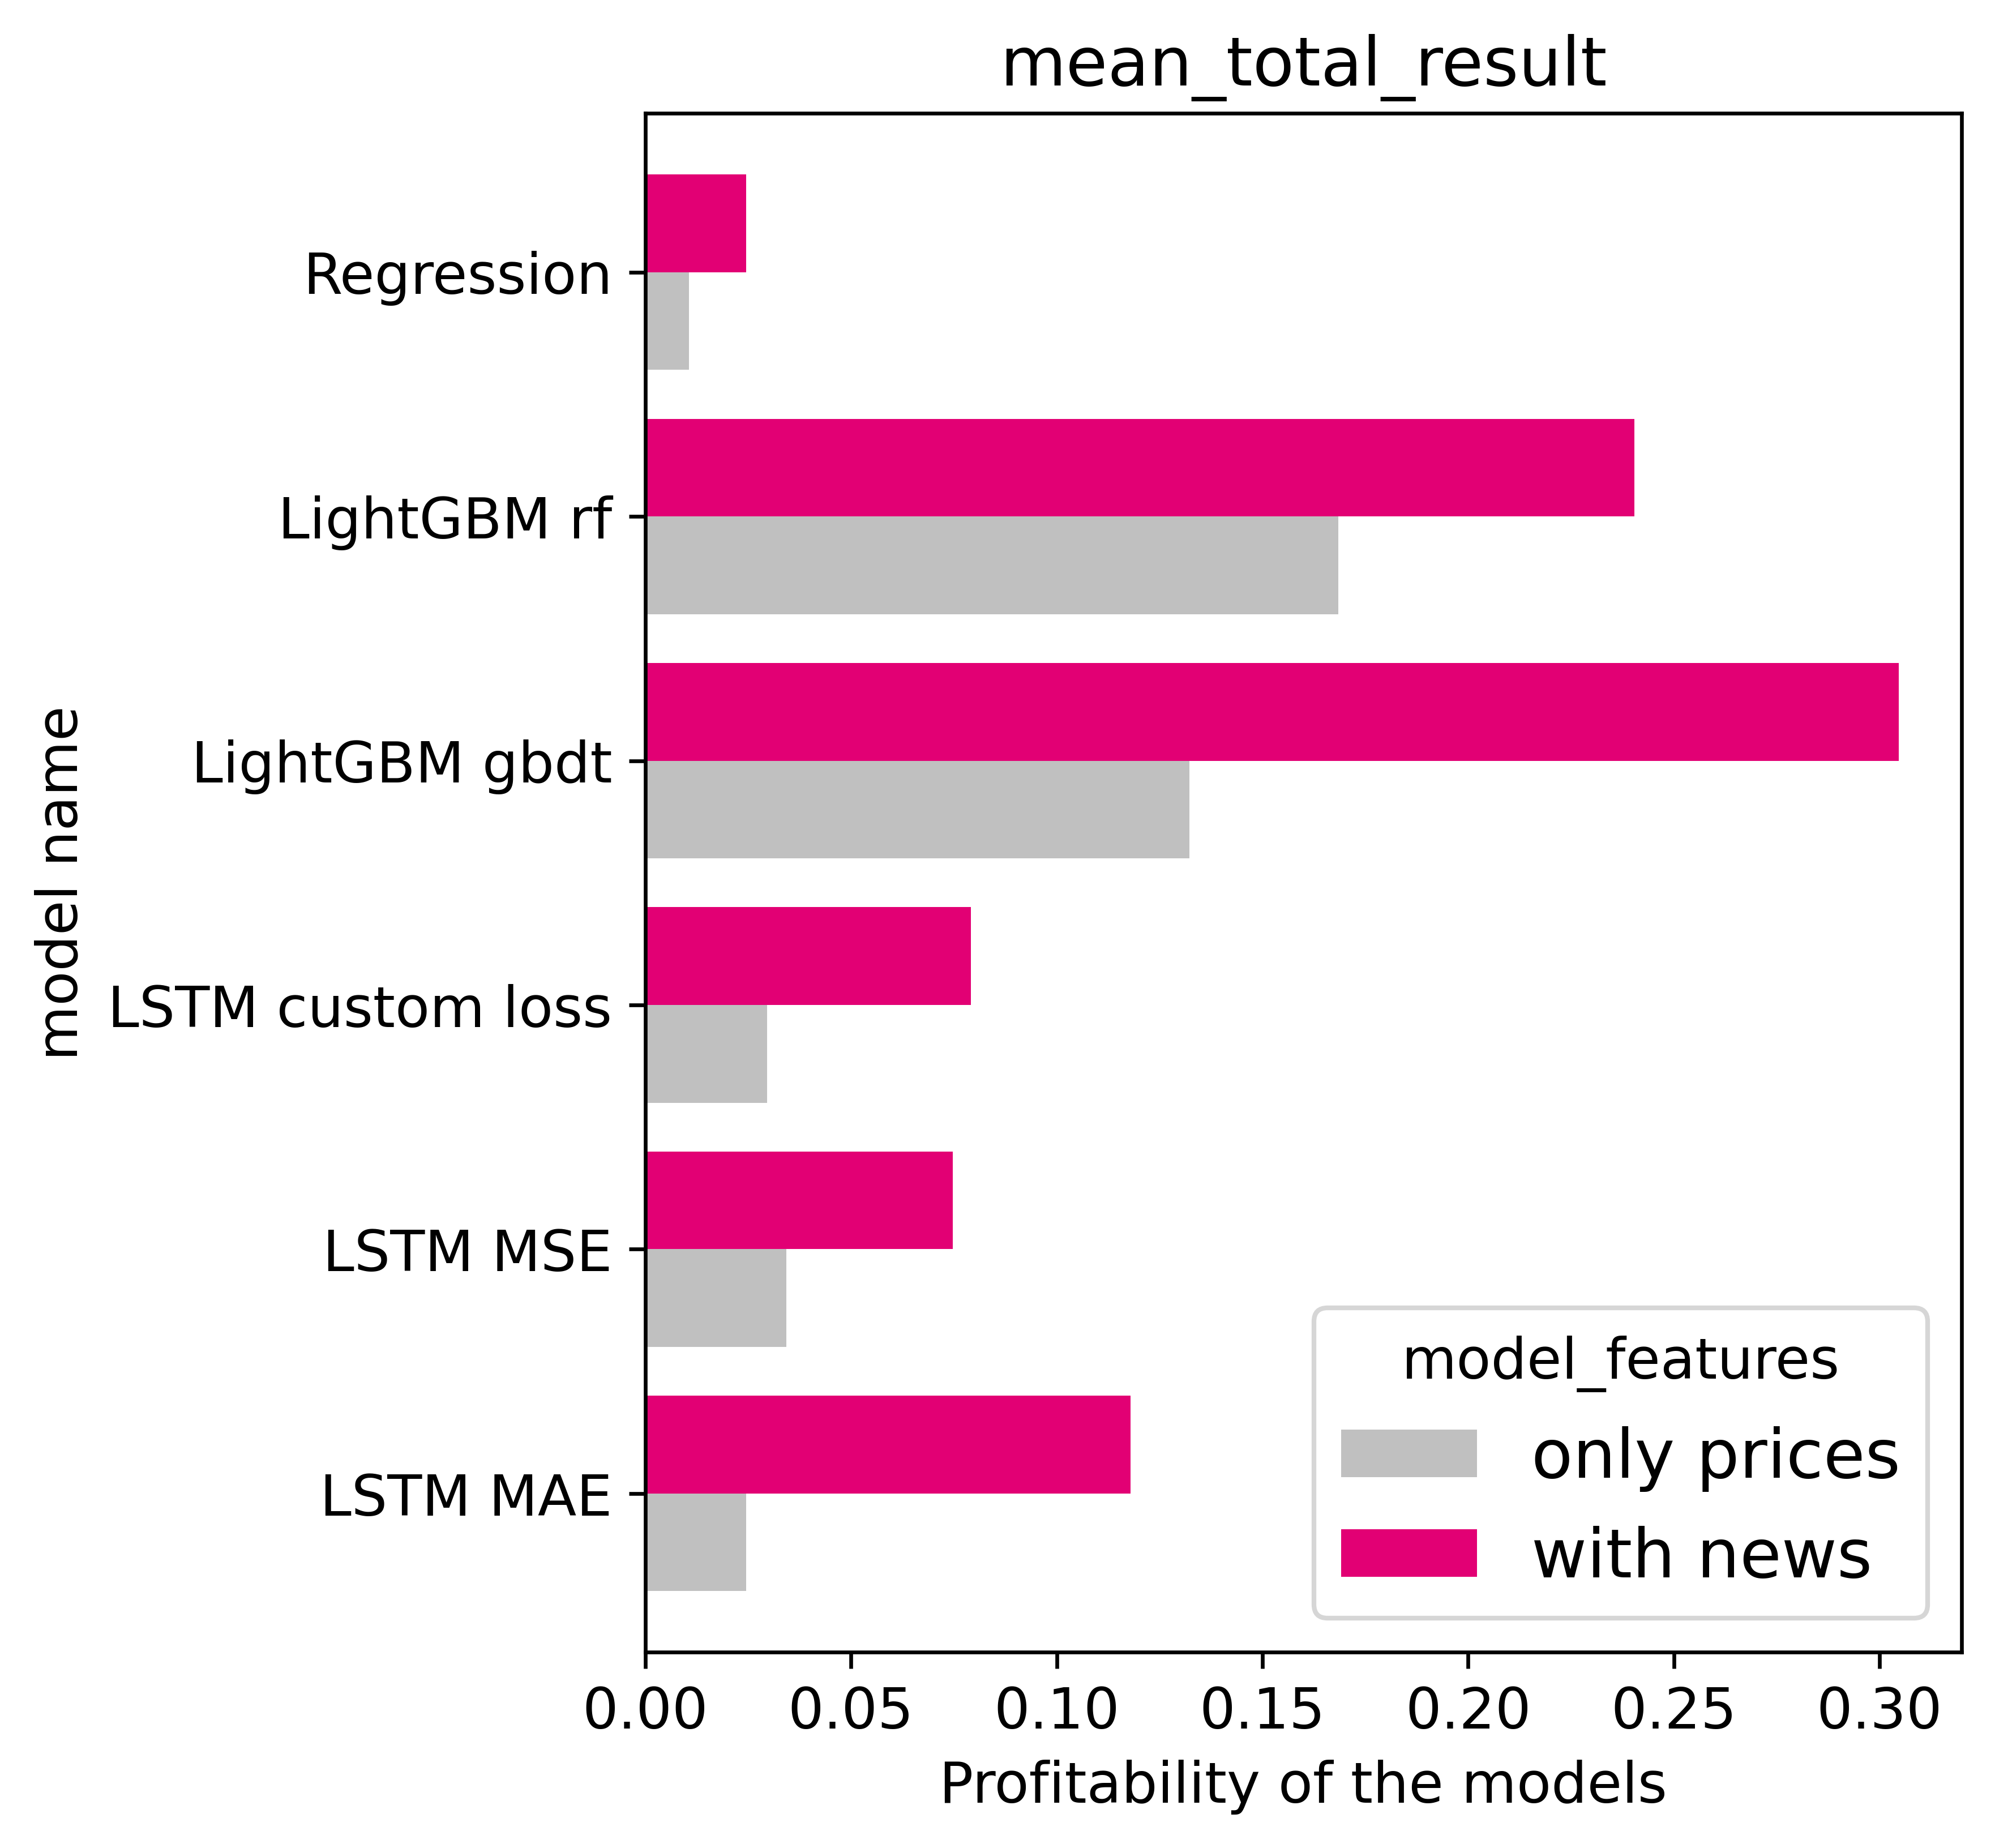 mean_total_result
Regression
LightGBM rf
LightGBM gbdt
LSTM custom loss
LSTM MSE
LSTM MAE
model name
model_features
only prices
with news
0.00 0.05 0.10 0.15 0.20 0.25 0.30
Profitability of the models